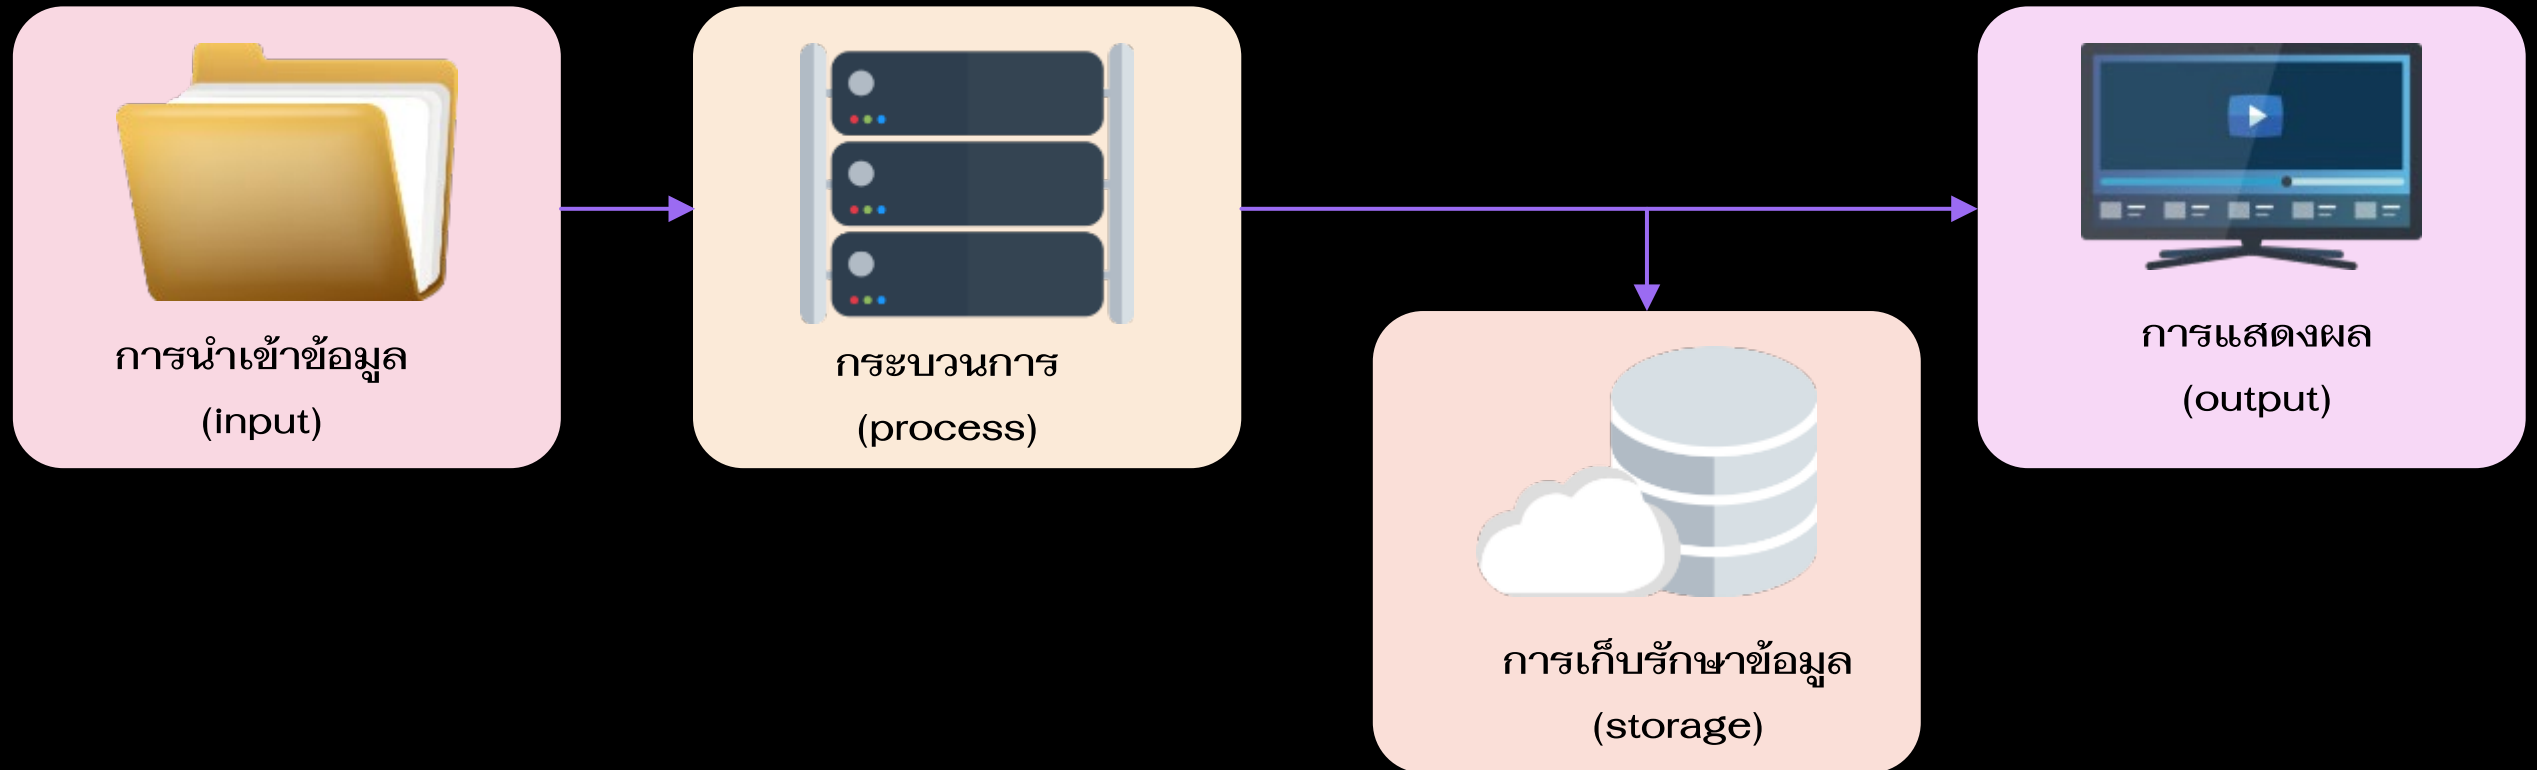 การนำเข้าข้อมูล
(input)
กระบวนการ
(process)
การเก็บรักษาข้อมูล
(storage)
การแสดงผล
(output)